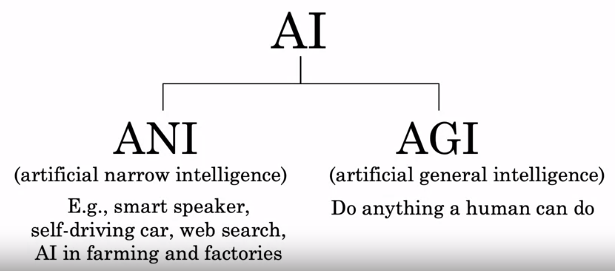 AI
ANI
(artificial narrow intelligence)
E.g., smart speaker,
self-driving car, web search,
AI in farming and factories
AGI
(artificial general intelligence)
Do anything a human can do